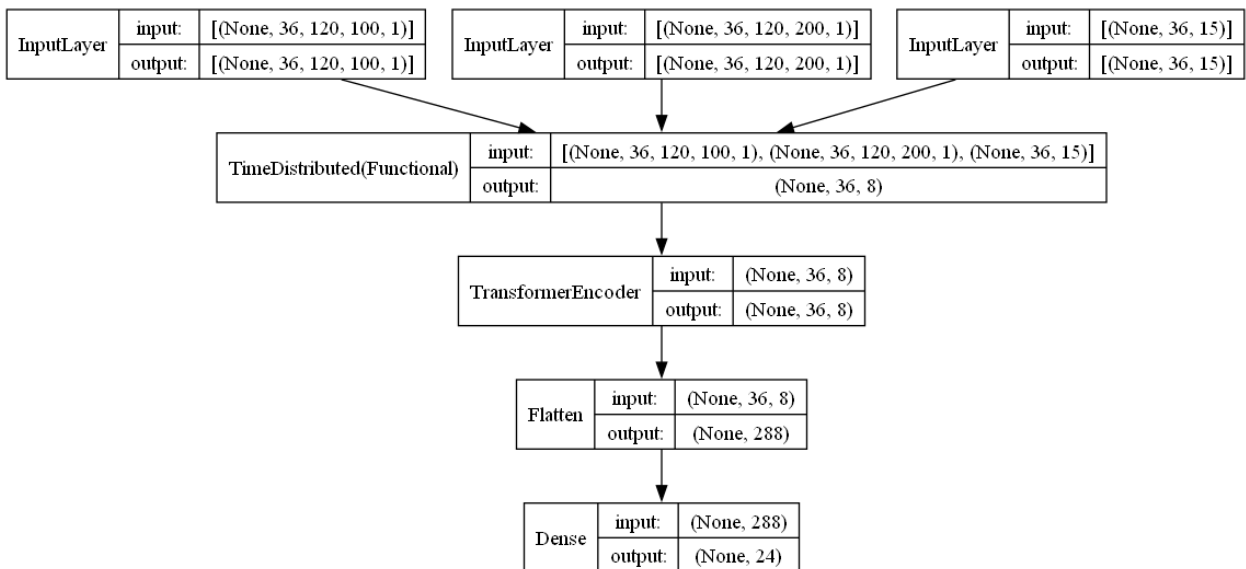 InputLayer input: [(None, 36, 120, 100, 1)] InputLayer input: [(None, 36, 120, 200, 1)] InputLayer input: [(None, 36, 15)]
output: [(None, 36, 120, 100, 1)] output: [(None, 36, 120, 200, 1)] output: [(None, 36, 15)]
TimeDistributed(Functional) input: [(None, 36, 120, 100, 1), (None, 36, 120, 200, 1), (None, 36, 15)]
output: (None, 36, 8)
TransformerEncoder input: (None, 36, 8)
output: (None, 36, 8)
Flatten input: (None, 36, 8)
output: (None, 288)
Dense input: (None, 288)
output: (None, 24)